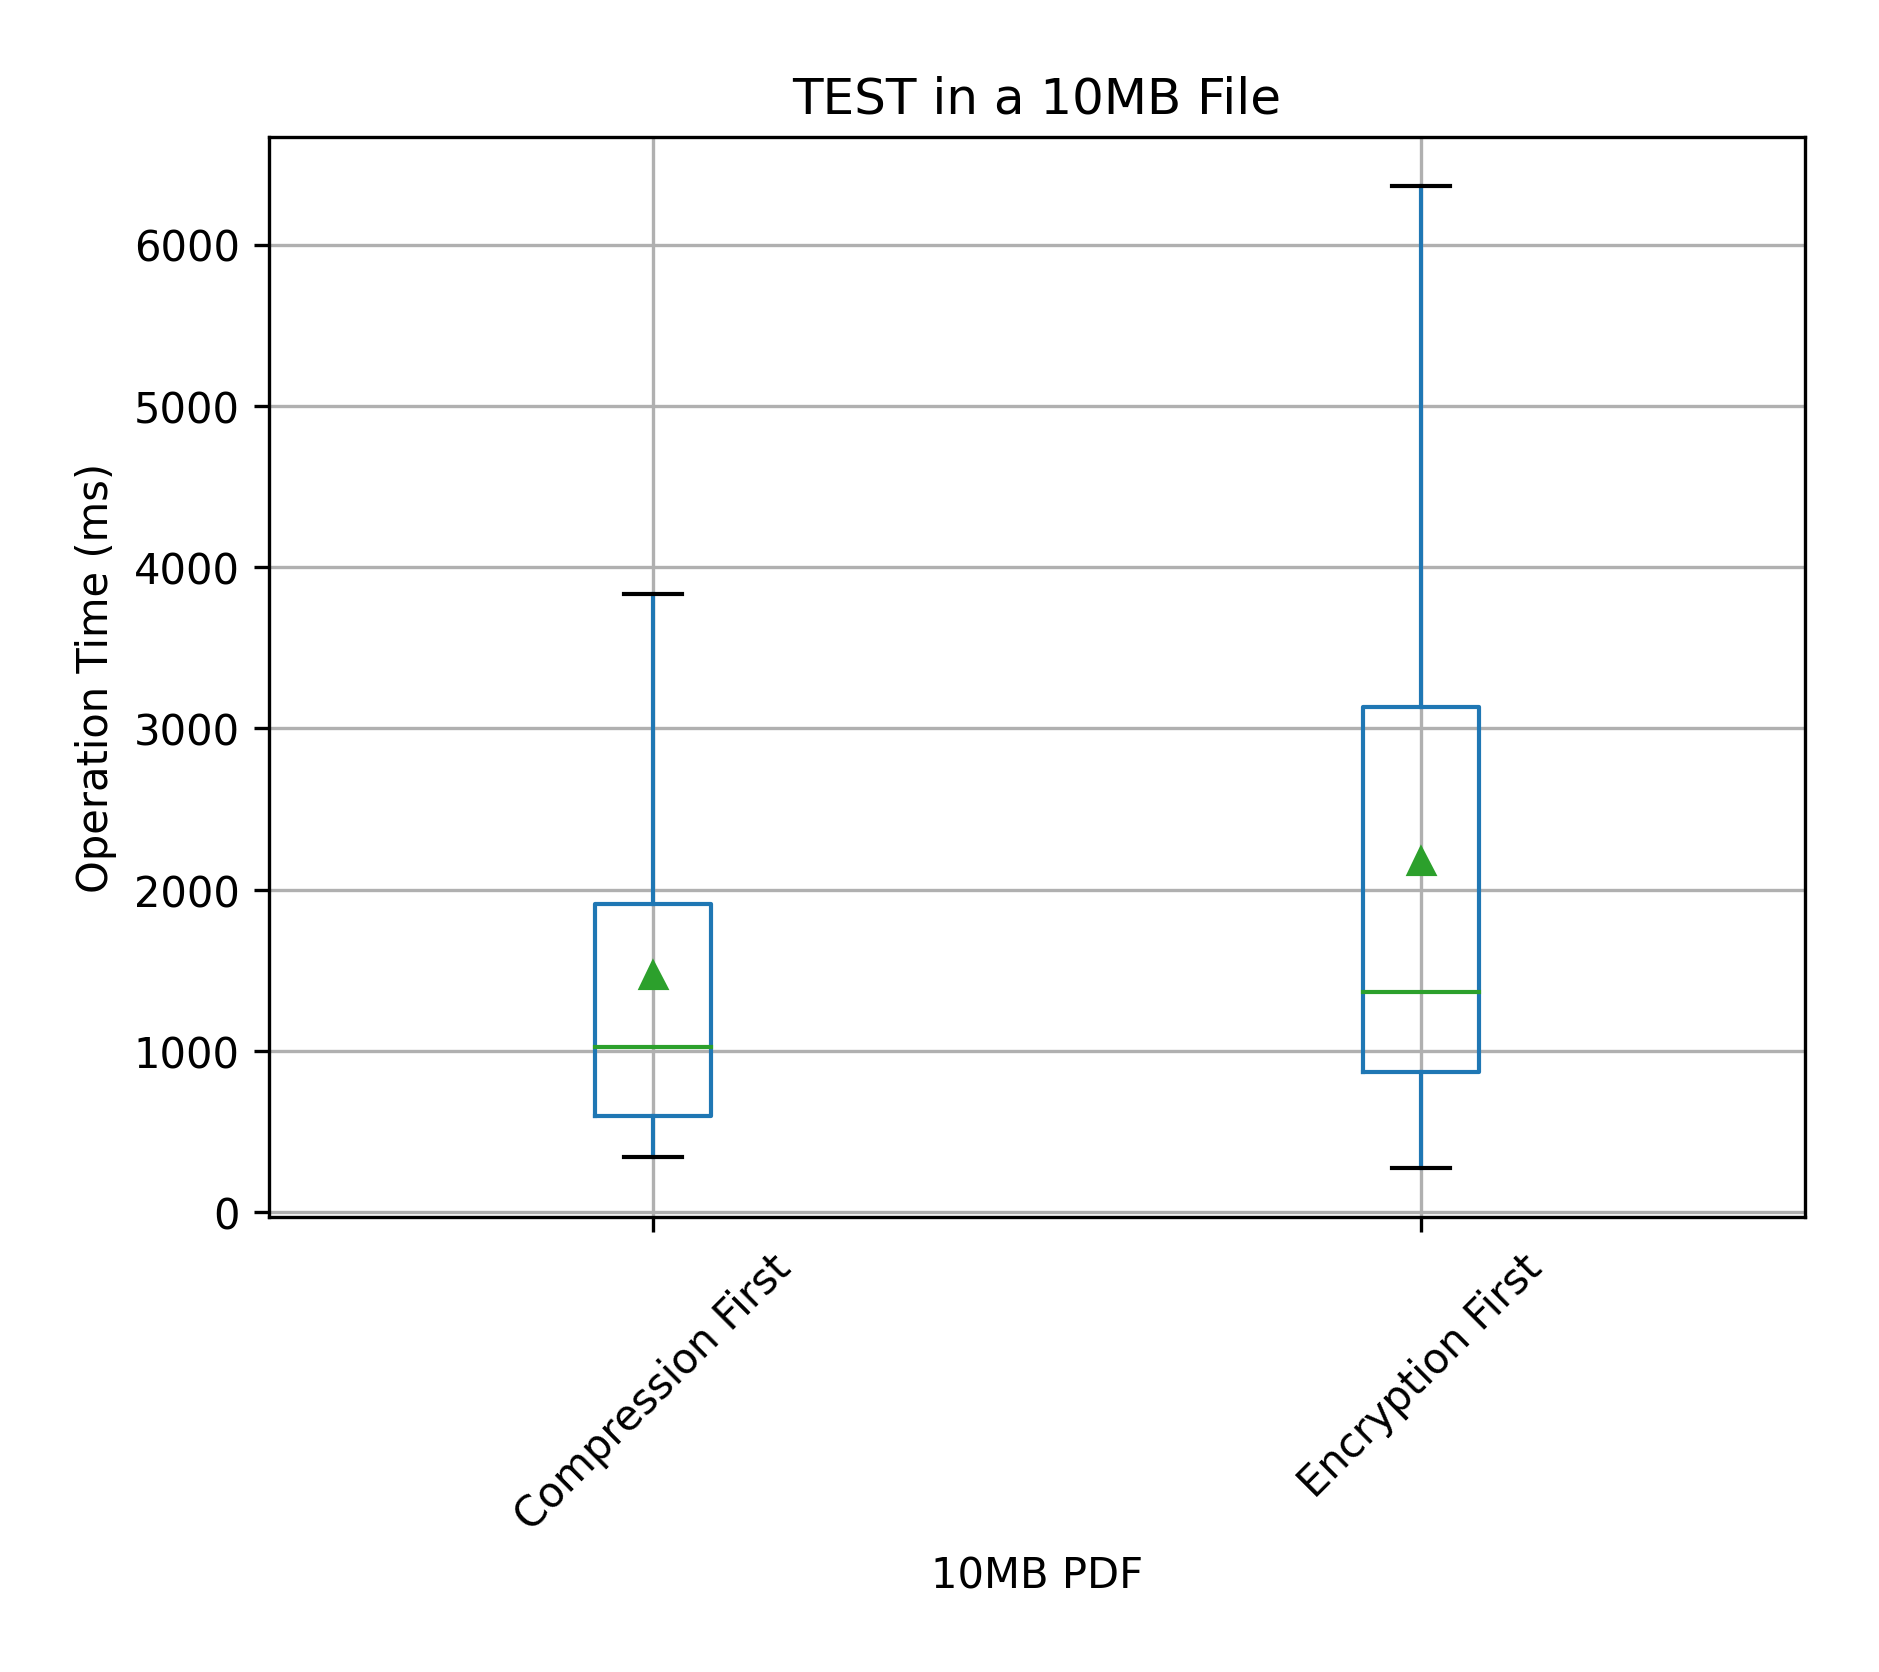 TEST in a 10MB File
Operation Time (ms)
6000
5000
4000
3000
2000
1000
0
Compression First
Encryption First
10MB PDF